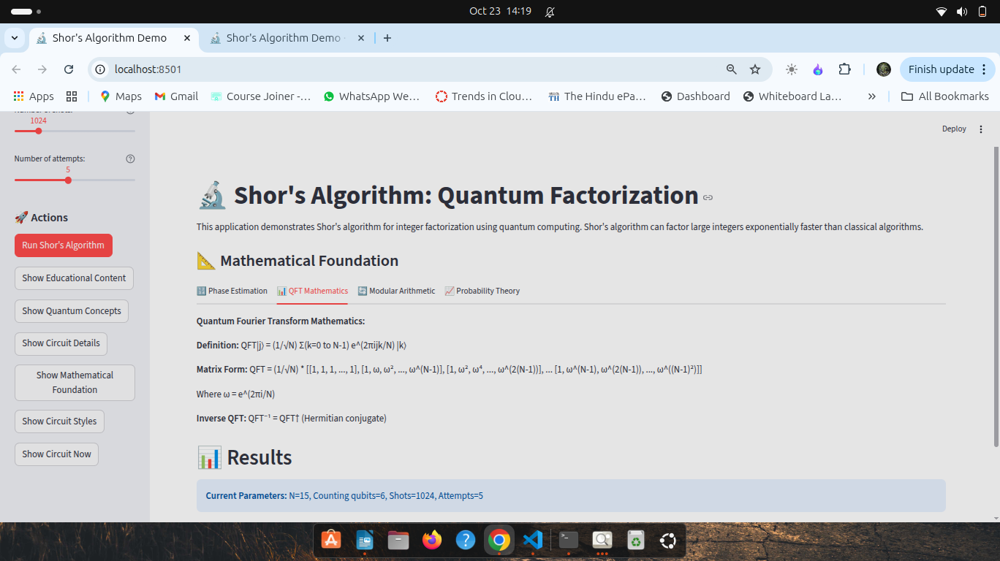 Oct 23 14:19
Shor's Algorithm Demo
Shor's Algorithm Demo
localhost:8501
Finish update
Apps
Maps
Gmail
Course Joiner -...
WhatsApp We...
Trends in Clou...
The Hindu ePa...
Dashboard
Whiteboard La...
All Bookmarks
1024
Number of attempts:
5
🚀 Actions
Run Shor's Algorithm
Show Educational Content
Show Quantum Concepts
Show Circuit Details
Show Mathematical
Foundation
Show Circuit Styles
Show Circuit Now
Deploy
🔬 Shor's Algorithm: Quantum Factorization
This application demonstrates Shor's algorithm for integer factorization using quantum computing. Shor's algorithm can factor large integers exponentially faster than classical algorithms.
📐 Mathematical Foundation
🔢 Phase Estimation
📊 QFT Mathematics
🔄 Modular Arithmetic
📈 Probability Theory
Quantum Fourier Transform Mathematics:
Definition: QFT|j⟩ = (1/√N) Σ(k=0 to N-1) e^(2πijk/N) |k⟩
Matrix Form: QFT = (1/√N) * [[1, 1, 1, ..., 1], [1, ω, ω², ..., ω^(N-1)], [1, ω², ω⁴, ..., ω^(2(N-1))], ... [1, ω^(N-1), ω^(2(N-1)), ..., ω^((N-1)²)]]
Where ω = e^(2πi/N)
Inverse QFT: QFT⁻¹ = QFT† (Hermitian conjugate)
📊 Results
Current Parameters: N=15, Counting qubits=6, Shots=1024, Attempts=5